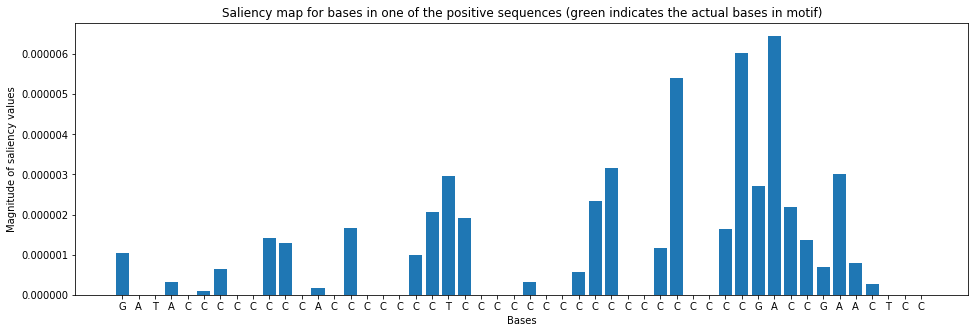 Saliency map for bases in one of the positive sequences (green indicates the actual bases in motif)
Magnitude of saliency values
0.000006
0.000005
0.000004
0.000003
0.000002
0.000001
0.000000
G A T A C C C C C C C C A C C C C C C C T C C C C C C C C C C C C C C C C C C G A C C G A A C T C C
Bases